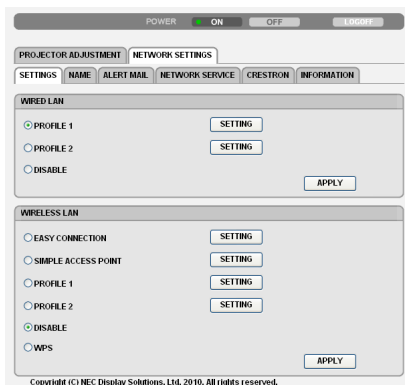 POWER ON OFF LOGOFF
PROJECTOR ADJUSTMENT NETWORK SETTINGS
SETTINGS NAME ALERT MAIL NETWORK SERVICE CRESTRON INFORMATION
WIRED LAN
PROFILE 1 SETTING
PROFILE 2 SETTING
DISABLE
APPLY
WIRELESS LAN
EASY CONNECTION SETTING
SIMPLE ACCESS POINT SETTING
PROFILE 1 SETTING
PROFILE 2 SETTING
DISABLE
WPS
APPLY
Copyright (C) NEC Display Solutions, Ltd. 2010. All rights reserved.